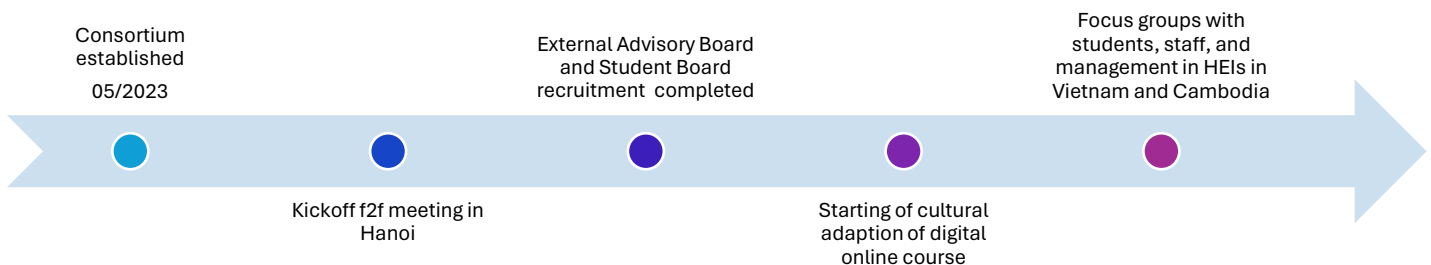 Consortium
established
05/2023
Kickoff f2f meeting in
Hanoi
External Advisory Board
and Student Board
recruitment  completed
Starting of cultural
adaption of digital
online course
Focus groups with
students, staff, and
management in HEIs in
Vietnam and Cambodia